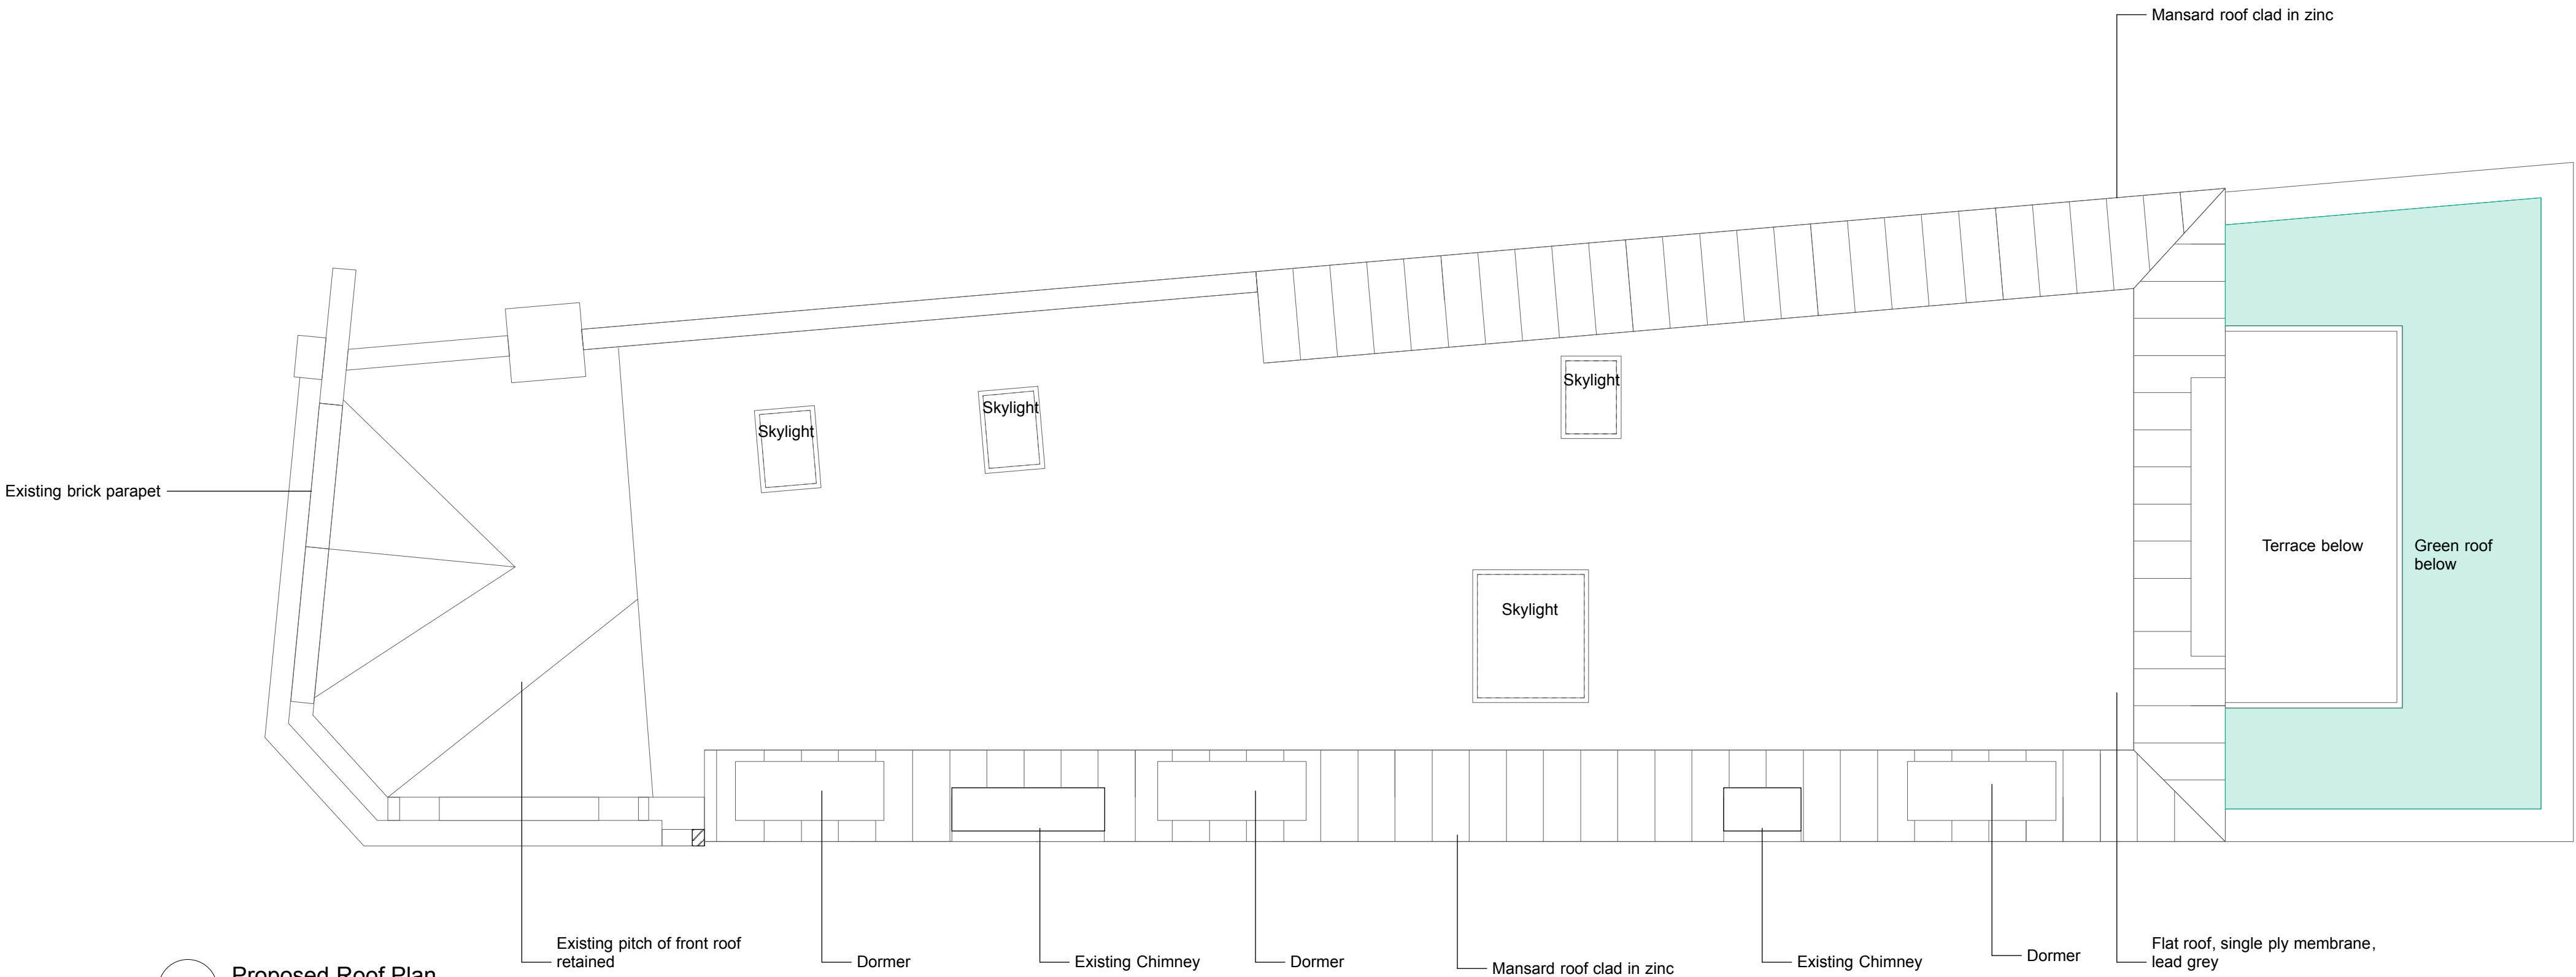 Mansard roof clad in zinc
Skylight
Skylight
Skylight
Existing brick parapet
Terrace below
Green roof
below
Skylight
Existing pitch of front roof
retained
Dormer
Existing Chimney
Dormer
Mansard roof clad in zinc
Existing Chimney
Dormer
Flat roof, single ply membrane,
lead grey
Proposed Roof Plan